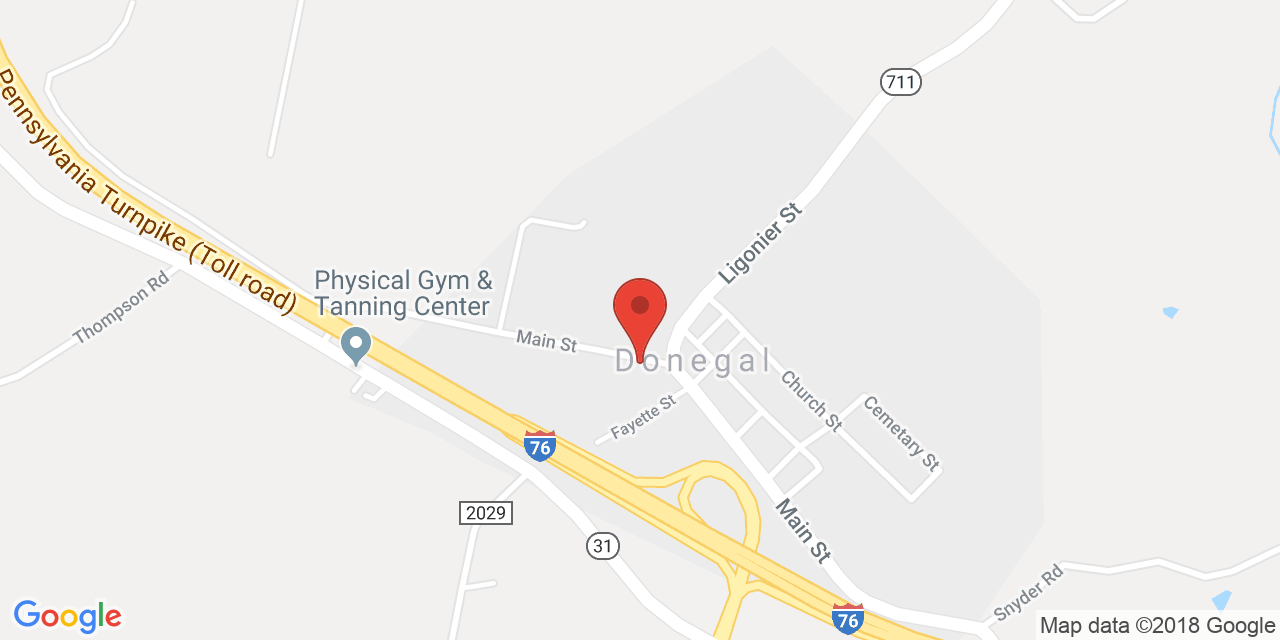 711
Pennsylvania Turnpike (Toll road)
Ligonier St
Physical Gym &
Tanning Center
Thompson Rd
Main St
Donegal
Church St
Cemetary St
Fayette St
76
2029
31
Main St
Snyder Rd
76
Google
Map data ©2018 Google